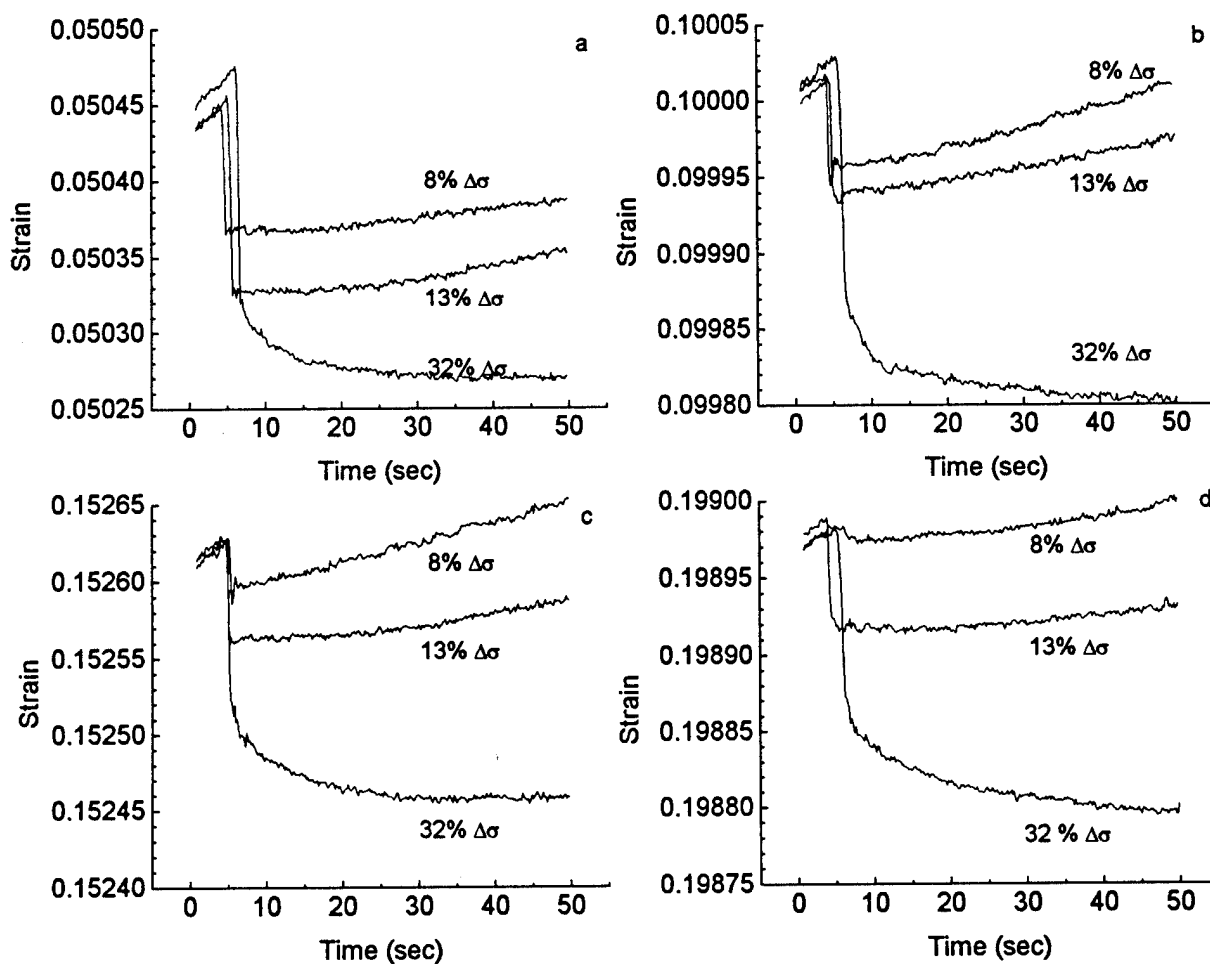 a
0.05050
0.05045
0.05040
0.05035
0.05030
0.05025
Strain
8% Δσ
13% Δσ
32% Δσ
0 10 20 30 40 50
Time (sec)
b
0.10005
0.10000
0.09995
0.09990
0.09985
0.09980
Strain
8% Δσ
13% Δσ
32% Δσ
0 10 20 30 40 50
Time (sec)
c
0.15265
0.15260
0.15255
0.15250
0.15245
0.15240
Strain
8% Δσ
13% Δσ
32% Δσ
0 10 20 30 40 50
Time (sec)
d
0.19900
0.19895
0.19890
0.19885
0.19880
0.19875
Strain
8% Δσ
13% Δσ
32 % Δσ
0 10 20 30 40 50
Time (sec)